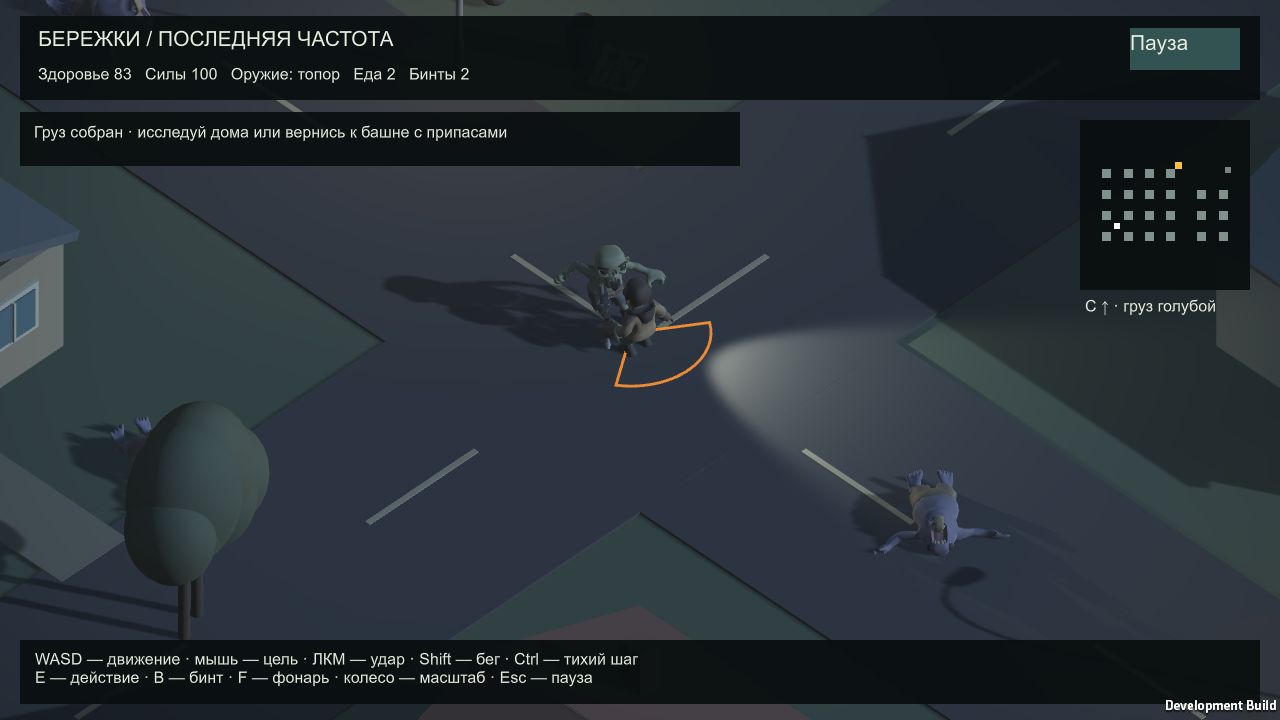 БЕРЕЖКИ / ПОСЛЕДНЯЯ ЧАСТОТА
Пауза
Здоровье 83 Силы 100 Оружие: топор Еда 2 Бинты 2
Груз собран · исследуй дома или вернись к башне с припасами
С ↑ · груз голубой
WASD — движение · мышь — цель · ЛКМ — удар · Shift — бег · Ctrl — тихий шаг
E — действие · B — бинт · F — фонарь · колесо — масштаб · Esc — пауза
Development Build